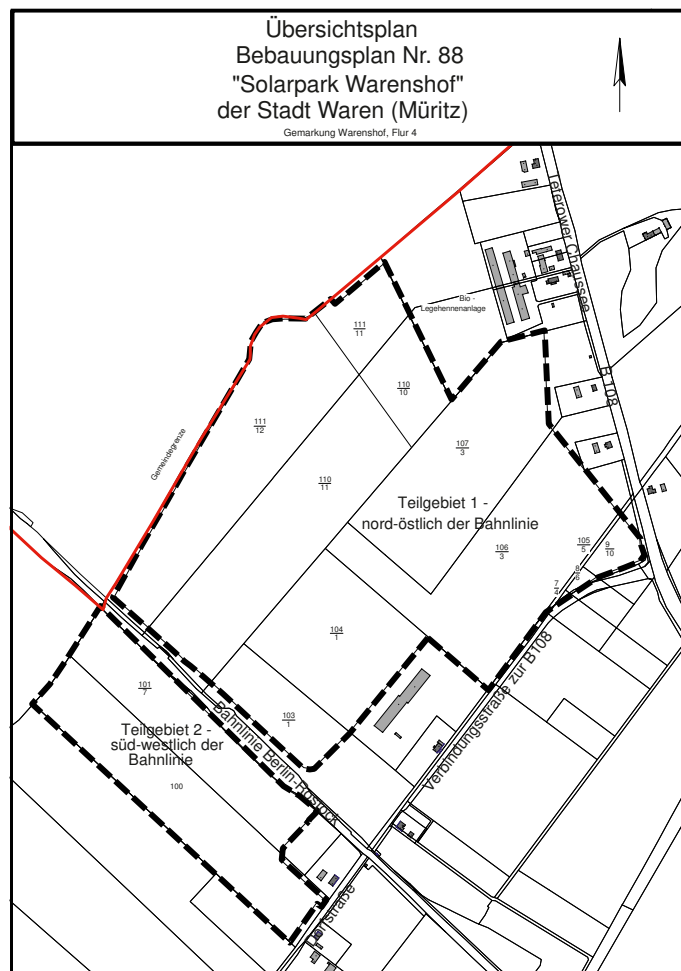 Übersichtsplan
Bebauungsplan Nr. 88
"Solarpark Warenshof"
der Stadt Waren (Müritz)
Gemarkung Warenshof, Flur 4
Teterower Chaussee
Bio -
Legehennenanlage
111
11
110
10
B 108
111
12
107
3
Gemeindegrenze
110
11
Teilgebiet 1 -
nord-östlich der Bahnlinie
106
3
105
5
9
10
8
6
7
4
104
1
101
7
103
1
Bahnlinie Berlin-Rostock
Verbindungsstraße zur B108
Teilgebiet 2 -
süd-westlich der
Bahnlinie
100
Dorfstraße